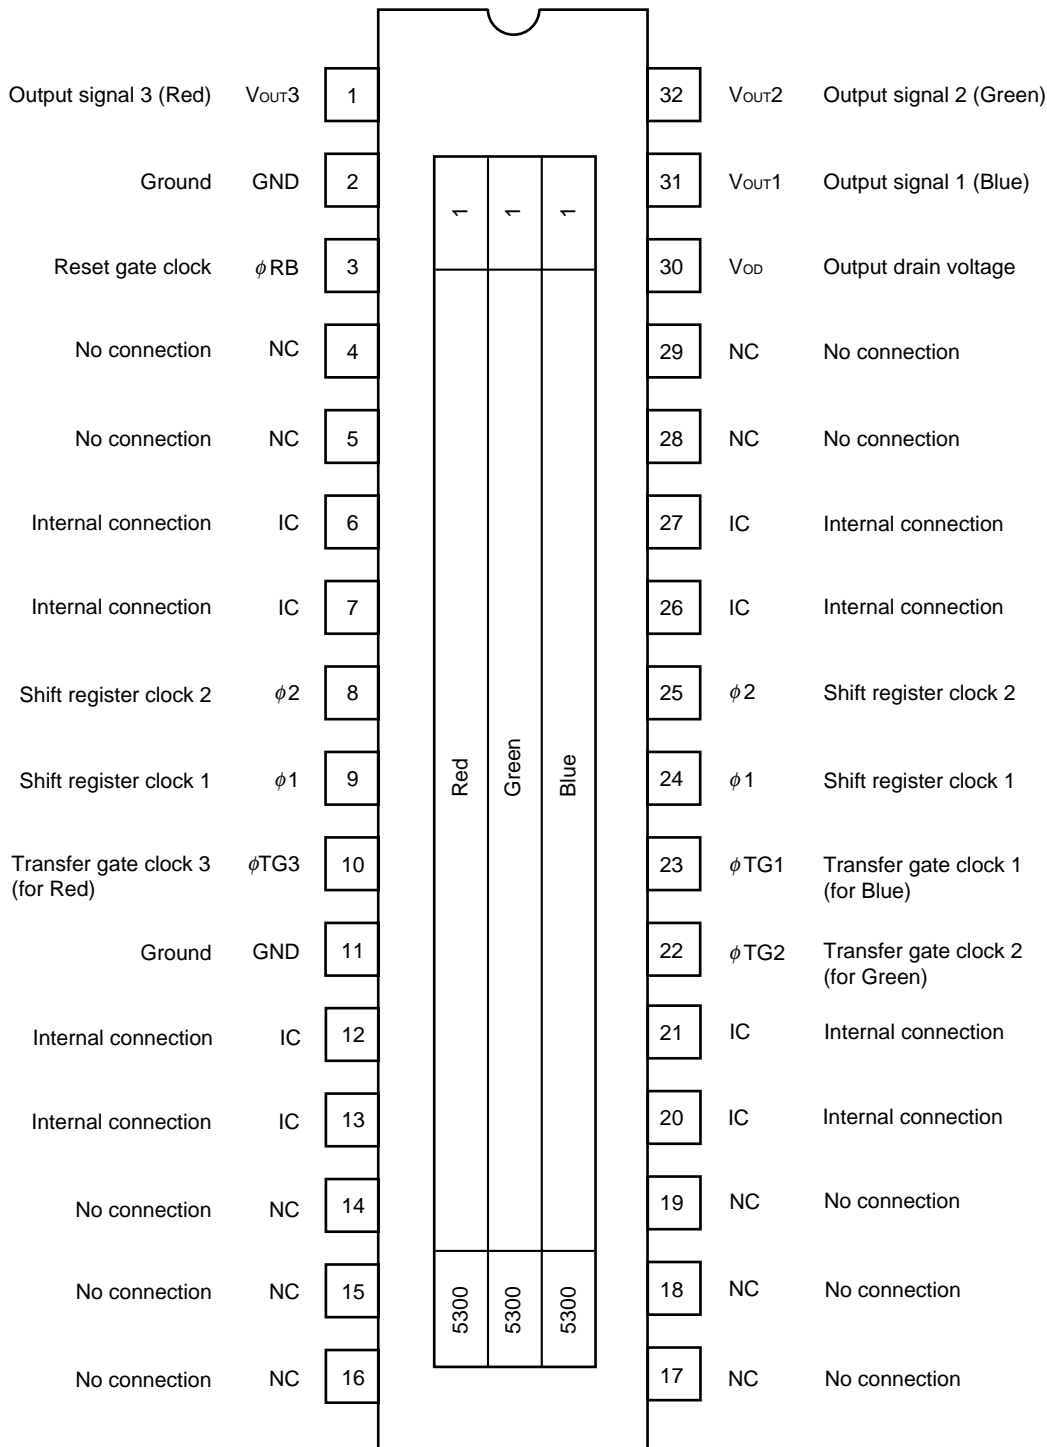 Output signal 3 (Red) VOUT3 1 32 VOUT2 Output signal 2 (Green)
Ground GND 2 31 VOUT1 Output signal 1 (Blue)
1 1 1
Reset gate clock ϕRB 3 30 VOD Output drain voltage
No connection NC 4 29 NC No connection
No connection NC 5 28 NC No connection
Internal connection IC 6 27 IC Internal connection
Internal connection IC 7 26 IC Internal connection
Shift register clock 2 ϕ2 8 25 ϕ2 Shift register clock 2
Red Green Blue
Shift register clock 1 ϕ1 9 24 ϕ1 Shift register clock 1
Transfer gate clock 3 ϕTG3 10 23 ϕTG1 Transfer gate clock 1
(for Red) (for Blue)
Ground GND 11 22 ϕTG2 Transfer gate clock 2
(for Green)
Internal connection IC 12 21 IC Internal connection
Internal connection IC 13 20 IC Internal connection
No connection NC 14 19 NC No connection
No connection NC 15 18 NC No connection
5300 5300 5300
No connection NC 16 17 NC No connection